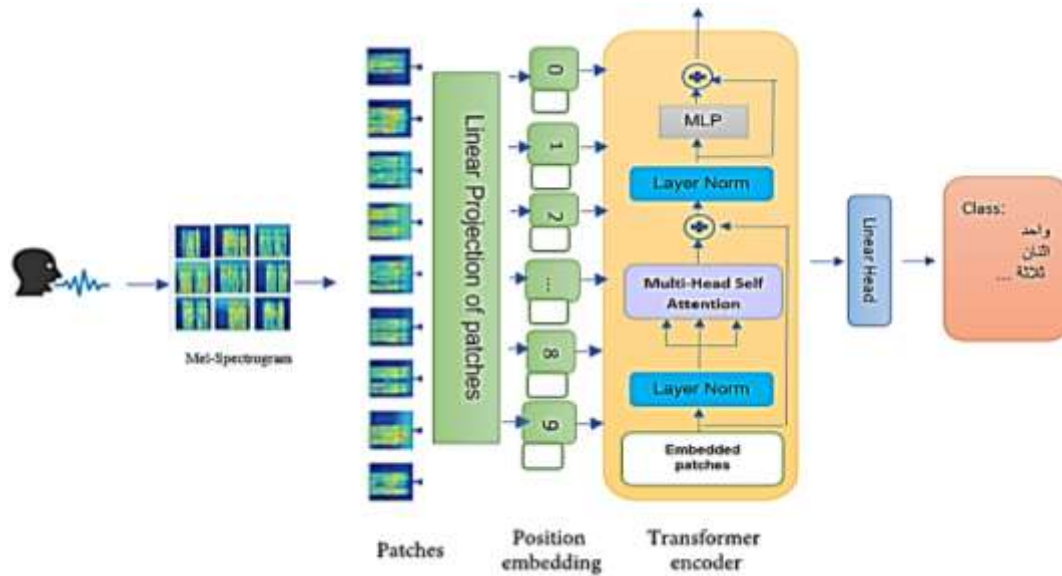 Mel-Spectrogram
Patches
Linear Projection of patches
0
1
2
...
8
9
Position
embedding
MLP
Layer Norm
Multi-Head Self
Attention
Layer Norm
Embedded
patches
Transformer
encoder
Linear Head
Class:
واحد
اثنان
ثلاثة
...